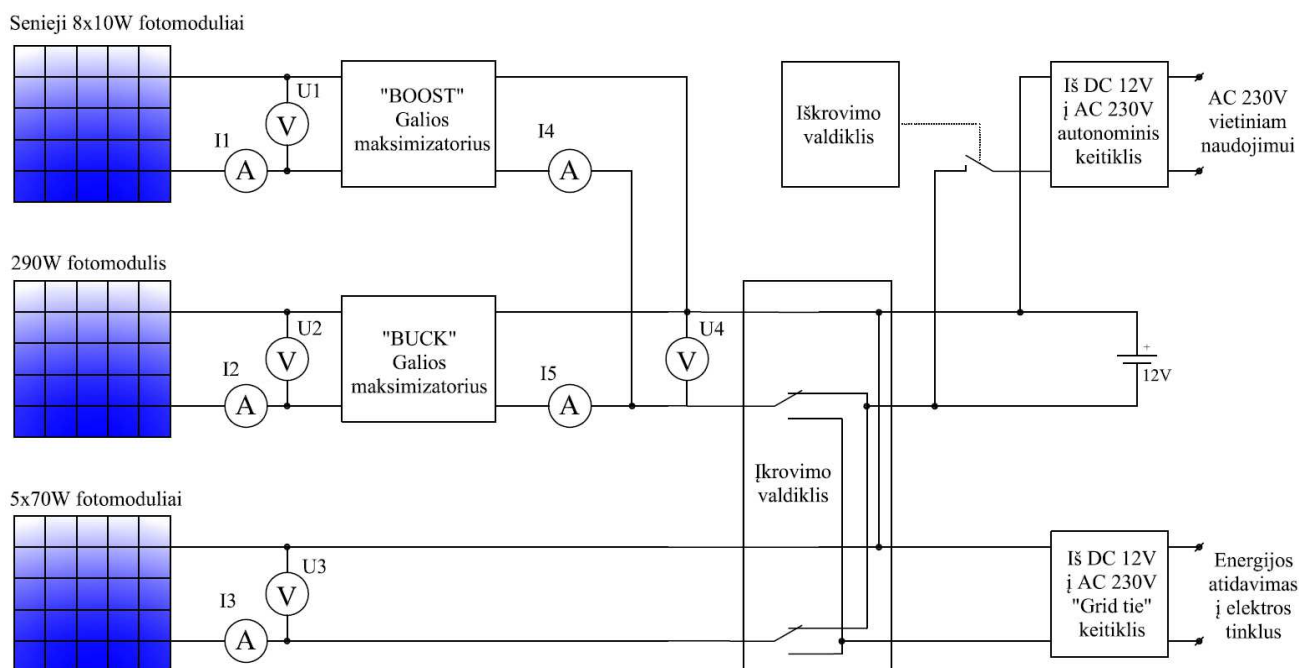 Senieji 8x10W fotomoduliai
U1
V
I1
A
"BOOST"
Galios
maksimizatorius
I4
A
Iškrovimo
valdiklis
Iš DC 12V
į AC 230V
autonominis
keitiklis
AC 230V
vietiniam
naudojimui
290W fotomodulis
U2
V
I2
A
"BUCK"
Galios
maksimizatorius
I5
A
U4
V
+
12V
Įkrovimo
valdiklis
5x70W fotomoduliai
U3
V
I3
A
Iš DC 12V
į AC 230V
"Grid tie"
keitiklis
Energijos
atidavimas
į elektros
tinklus